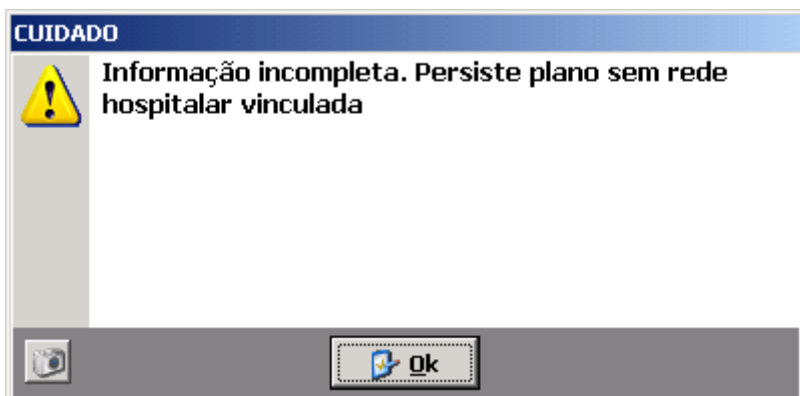 CUIDADO
Informação incompleta. Persiste plano sem rede
hospitalar vinculada
Ok